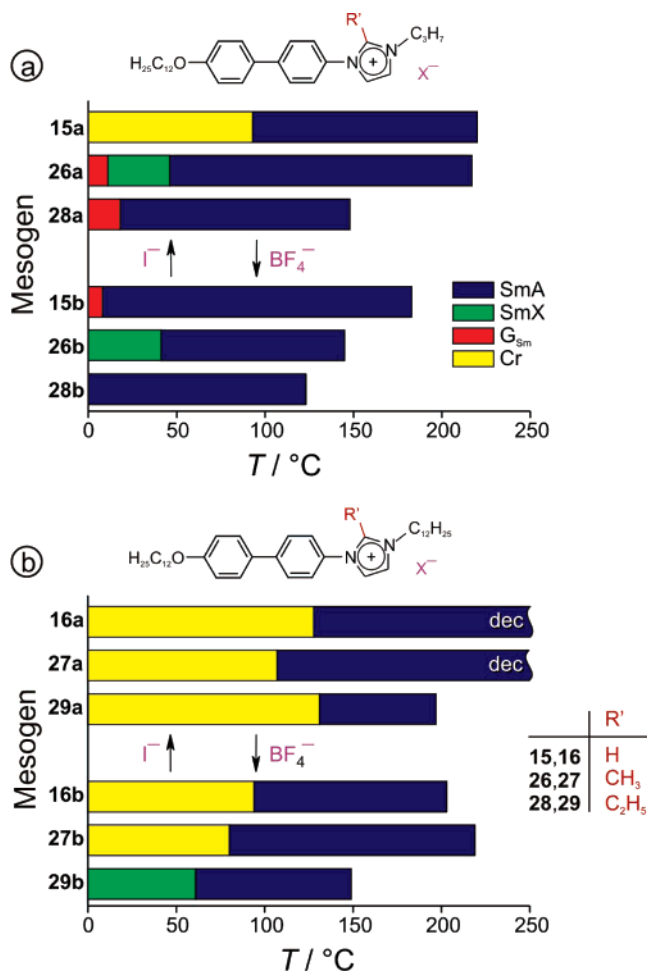 a
R'
H₂₅C₁₂O
N
N
+
C₃H₇
X⁻
Mesogen
15a
26a
28a
I⁻
BF₄⁻
15b
26b
28b
SmA
SmX
G_Sm
Cr
0 50 100 150 200 250
T / °C
b
R'
H₂₅C₁₂O
N
N
+
C₁₂H₂₅
X⁻
Mesogen
16a dec
27a dec
29a
I⁻
BF₄⁻
16b
27b
29b
R'
15,16 H
26,27 CH₃
28,29 C₂H₅
0 50 100 150 200 250
T / °C